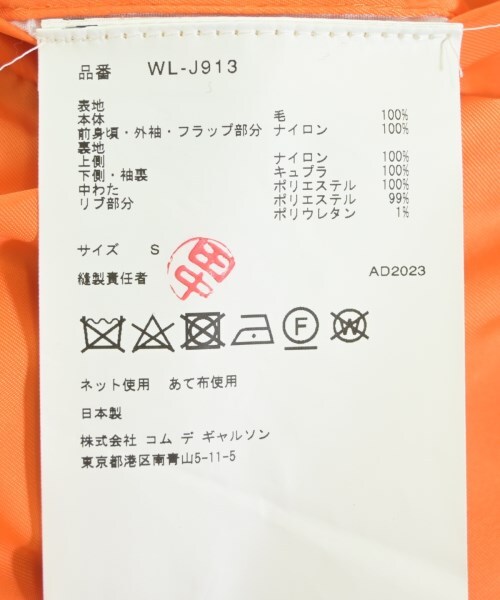 品番 WL-J913
表地
本体 毛 100%
前身頃・外袖・フラップ部分 ナイロン 100%
裏地
上側 ナイロン 100%
下側・袖裏 キュプラ 100%
中わた ポリエステル 100%
リブ部分 ポリエステル 99%
ポリウレタン 1%
サイズ S
縫製責任者 田中 AD2023
F W
ネット使用 あて布使用
日本製
株式会社 コム デ ギャルソン
東京都港区南青山5-11-5